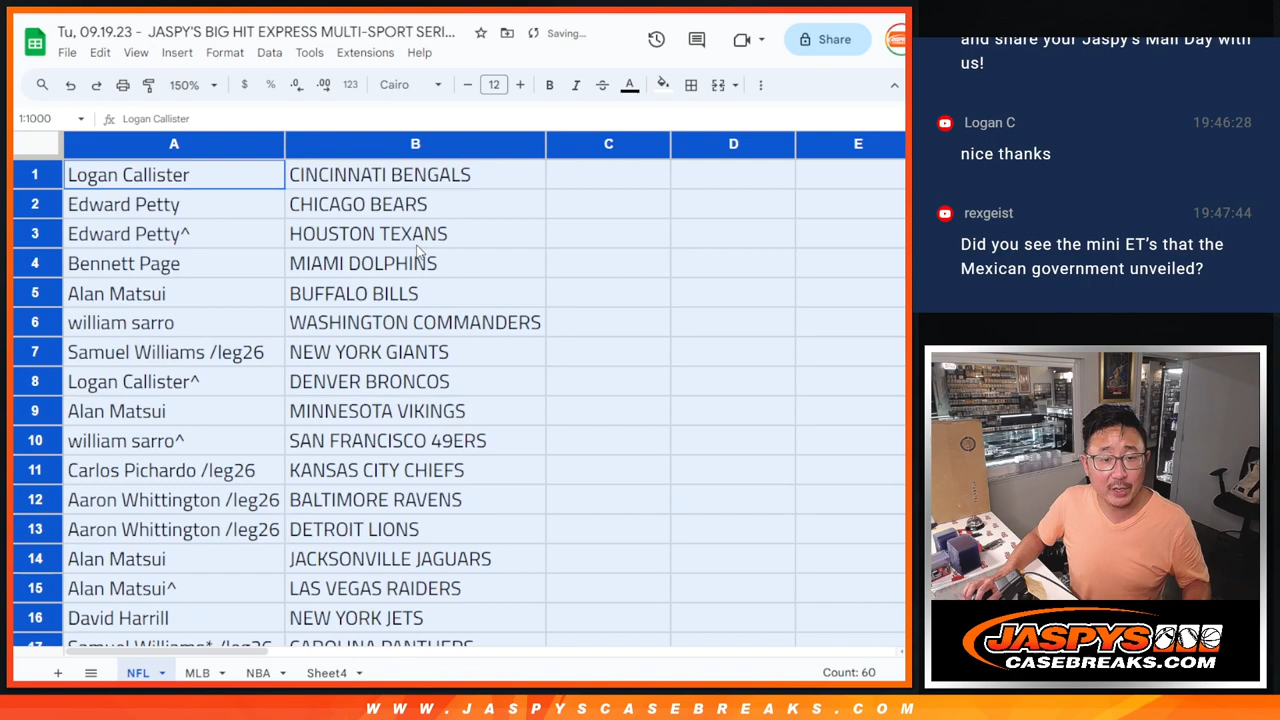 Tu, 09.19.23 - JASPY'S BIG HIT EXPRESS MULTI-SPORT SERI...
Saving...
File Edit View Insert Format Data Tools Extensions Help
Share
150% $ % .0 .00 123 Cairo - 12 + B I S A
1:1000 fx Logan Callister
A B C D E
1 Logan Callister CINCINNATI BENGALS
2 Edward Petty CHICAGO BEARS
3 Edward Petty^ HOUSTON TEXANS
4 Bennett Page MIAMI DOLPHINS
5 Alan Matsui BUFFALO BILLS
6 william sarro WASHINGTON COMMANDERS
7 Samuel Williams /leg26 NEW YORK GIANTS
8 Logan Callister^ DENVER BRONCOS
9 Alan Matsui MINNESOTA VIKINGS
10 william sarro^ SAN FRANCISCO 49ERS
11 Carlos Pichardo /leg26 KANSAS CITY CHIEFS
12 Aaron Whittington /leg26 BALTIMORE RAVENS
13 Aaron Whittington /leg26 DETROIT LIONS
14 Alan Matsui JACKSONVILLE JAGUARS
15 Alan Matsui^ LAS VEGAS RAIDERS
16 David Harrill NEW YORK JETS
17 Samuel Williams* /leg26 CAROLINA PANTHERS
+ NFL MLB NBA Sheet4 Count: 60
and share your Jaspy's Mail Day with
us!
Logan C 19:46:28
nice thanks
rexgeist 19:47:44
Did you see the mini ET's that the
Mexican government unveiled?
JASPYS
CASEBREAKS.COM
WWW.JASPYSCASEBREAKS.COM